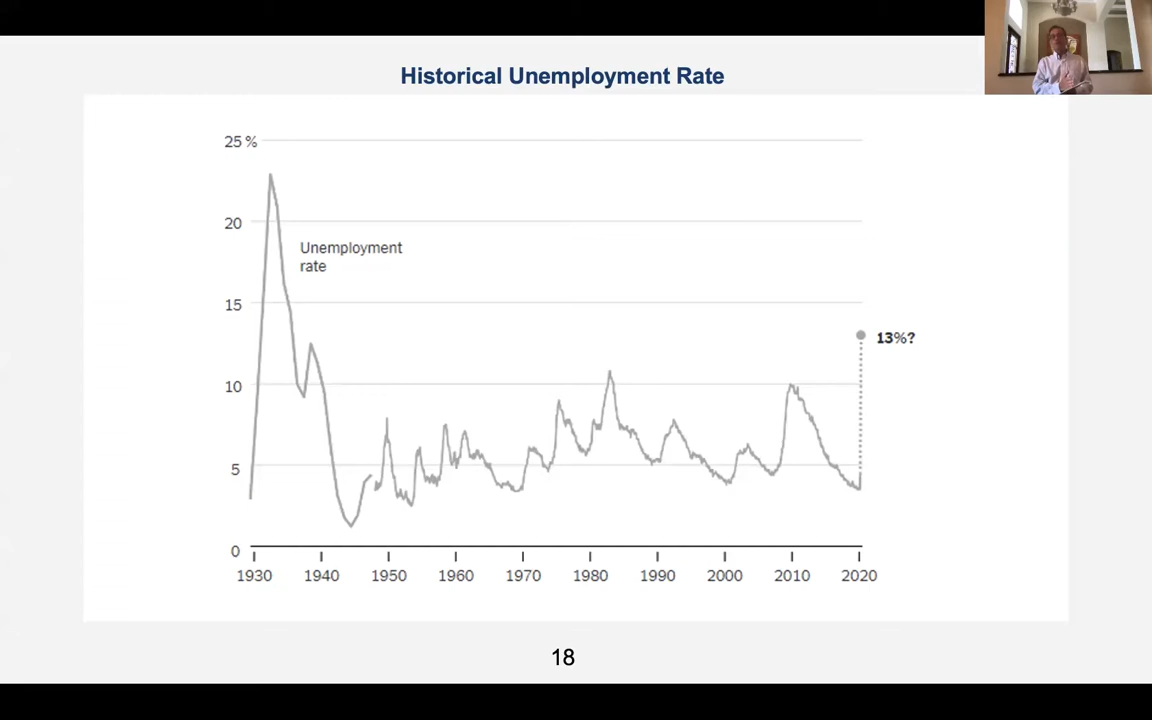 Historical Unemployment Rate
25 %
20
Unemployment
rate
15
13%?
10
5
0
1930 1940 1950 1960 1970 1980 1990 2000 2010 2020
18